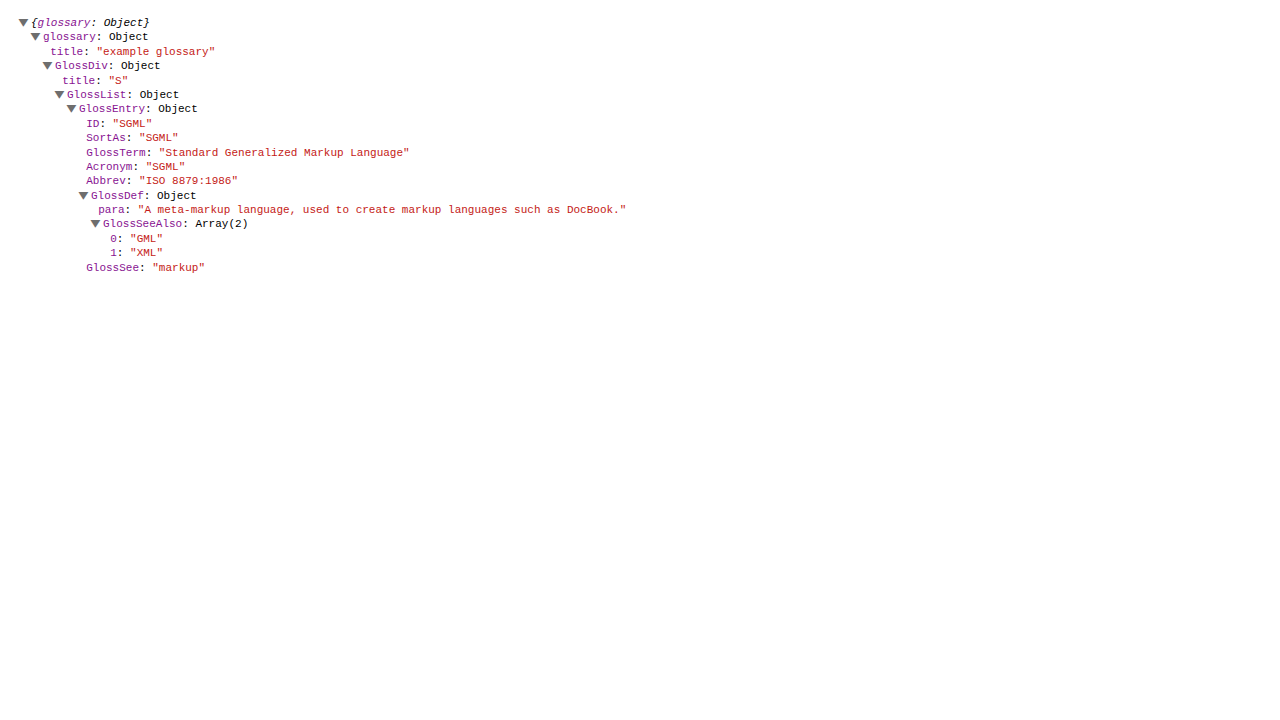 {glossary: Object}
glossary: Object
title: "example glossary"
GlossDiv: Object
title: "S"
GlossList: Object
GlossEntry: Object
ID: "SGML"
SortAs: "SGML"
GlossTerm: "Standard Generalized Markup Language"
Acronym: "SGML"
Abbrev: "ISO 8879:1986"
GlossDef: Object
para: "A meta-markup language, used to create markup languages such as DocBook."
GlossSeeAlso: Array(2)
0: "GML"
1: "XML"
GlossSee: "markup"